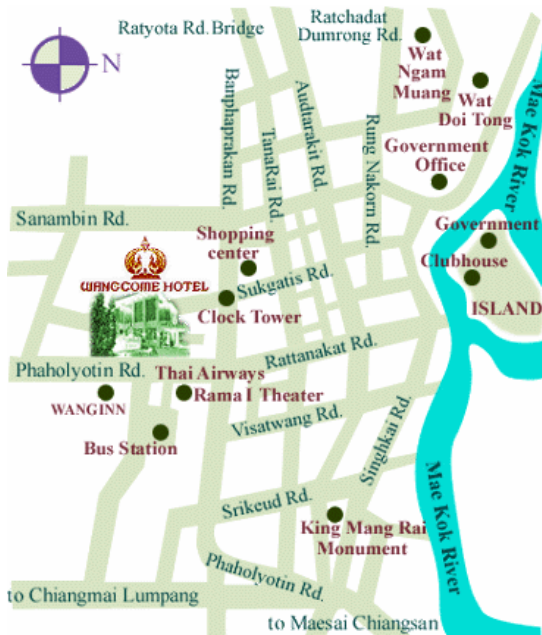 Ratyota Rd. Bridge
Ratchadat
Dumrong Rd.
N
Wat
Ngam
Muang
Wat
Doi Tong
Mae Kok River
Banphaprakan Rd.
TanaRai Rd.
Audtarakit Rd.
Rung Nakorn Rd.
Government
Office
Sanambin Rd.
Government
Clubhouse
ISLAND
Shopping
center
WANGCOME HOTEL
Sukgatis Rd.
Clock Tower
Rattanakat Rd.
Phaholyotin Rd.
Thai Airways
Rama I Theater
WANGINN
Visatwang Rd.
Bus Station
Singhkai Rd.
Mae Kok River
Srikeud Rd.
King Mang Rai
Monument
Phaholyotin Rd.
to Chiangmai Lumpang
to Maesai Chiangsan